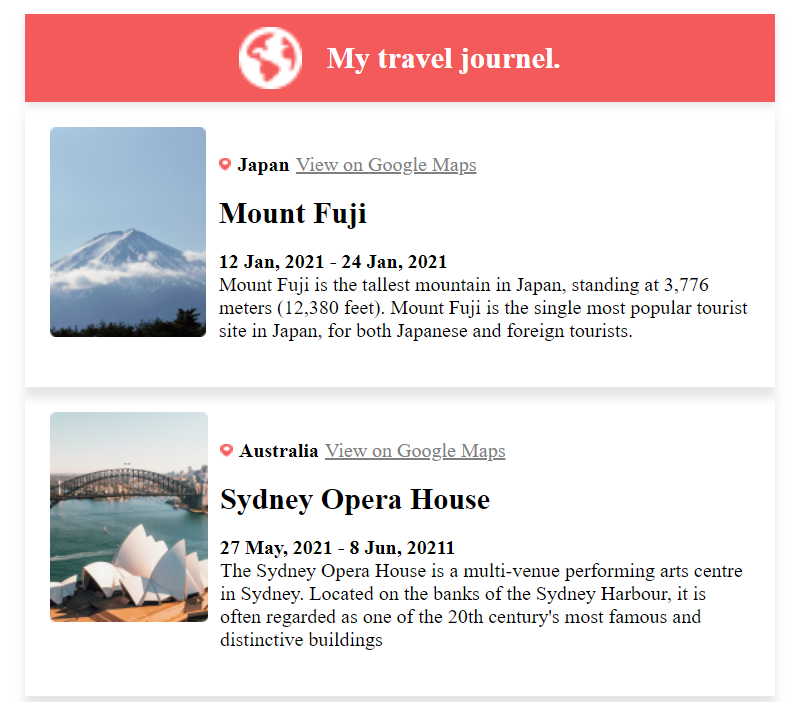 My travel journel.
Japan View on Google Maps
Mount Fuji
12 Jan, 2021 - 24 Jan, 2021
Mount Fuji is the tallest mountain in Japan, standing at 3,776
meters (12,380 feet). Mount Fuji is the single most popular tourist
site in Japan, for both Japanese and foreign tourists.
Australia View on Google Maps
Sydney Opera House
27 May, 2021 - 8 Jun, 20211
The Sydney Opera House is a multi-venue performing arts centre
in Sydney. Located on the banks of the Sydney Harbour, it is
often regarded as one of the 20th century's most famous and
distinctive buildings